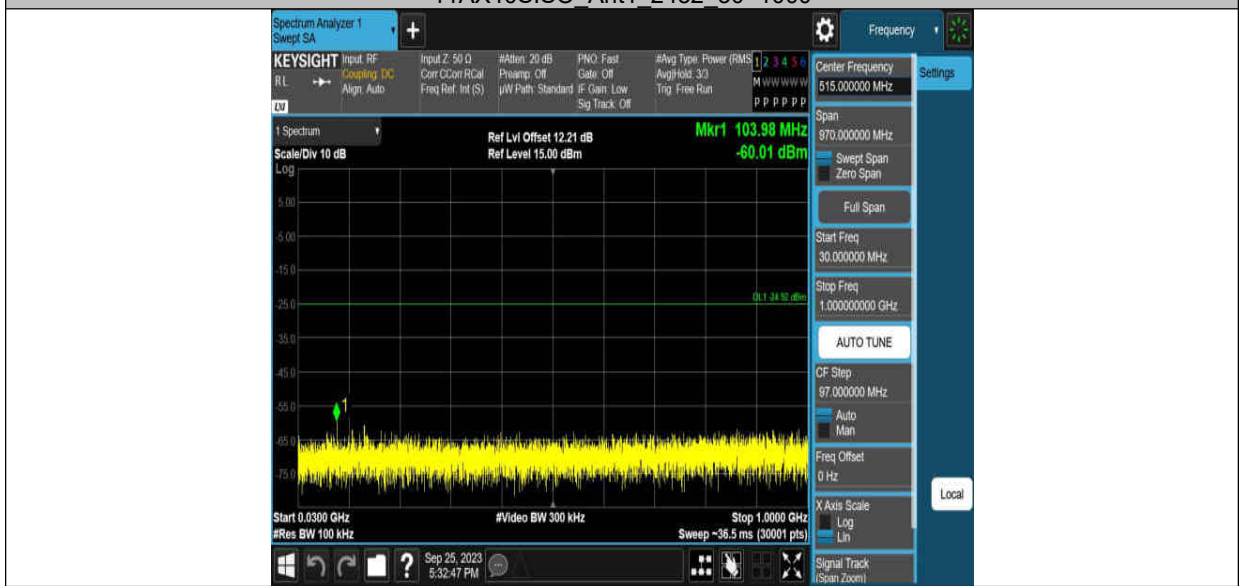 Spectrum Analyzer 1
Swept SA
+
Frequency
KEYSIGHT
RL
LXI
Input: RF
Coupling: DC
Align: Auto
Input Z: 50 Ω
Corr CCorr RCal
Freq Ref: Int (S)
#Atten: 20 dB
Preamp: Off
µW Path: Standard
PNO: Fast
Gate: Off
IF Gain: Low
Sig Track: Off
#Avg Type: Power (RMS
Avg|Hold: 3/3
Trig: Free Run
1 2 3 4 5 6
M W W W W W
P P P P P P
1 Spectrum
Scale/Div 10 dB
Log
Ref Lvl Offset 12.21 dB
Ref Level 15.00 dBm
Mkr1 103.98 MHz
-60.01 dBm
5.00
-5.00
-15.0
-25.0
DL1 -24.92 dBm
-35.0
-45.0
-55.0
1
-65.0
-75.0
Start 0.0300 GHz
#Res BW 100 kHz
#Video BW 300 kHz
Stop 1.0000 GHz
Sweep ~36.5 ms (30001 pts)
?
Sep 25, 2023
5:32:47 PM
Center Frequency
515.000000 MHz
Settings
Span
970.000000 MHz
Swept Span
Zero Span
Full Span
Start Freq
30.000000 MHz
Stop Freq
1.000000000 GHz
AUTO TUNE
CF Step
97.000000 MHz
Auto
Man
Freq Offset
0 Hz
X Axis Scale
Log
Lin
Local
Signal Track
(Span Zoom)